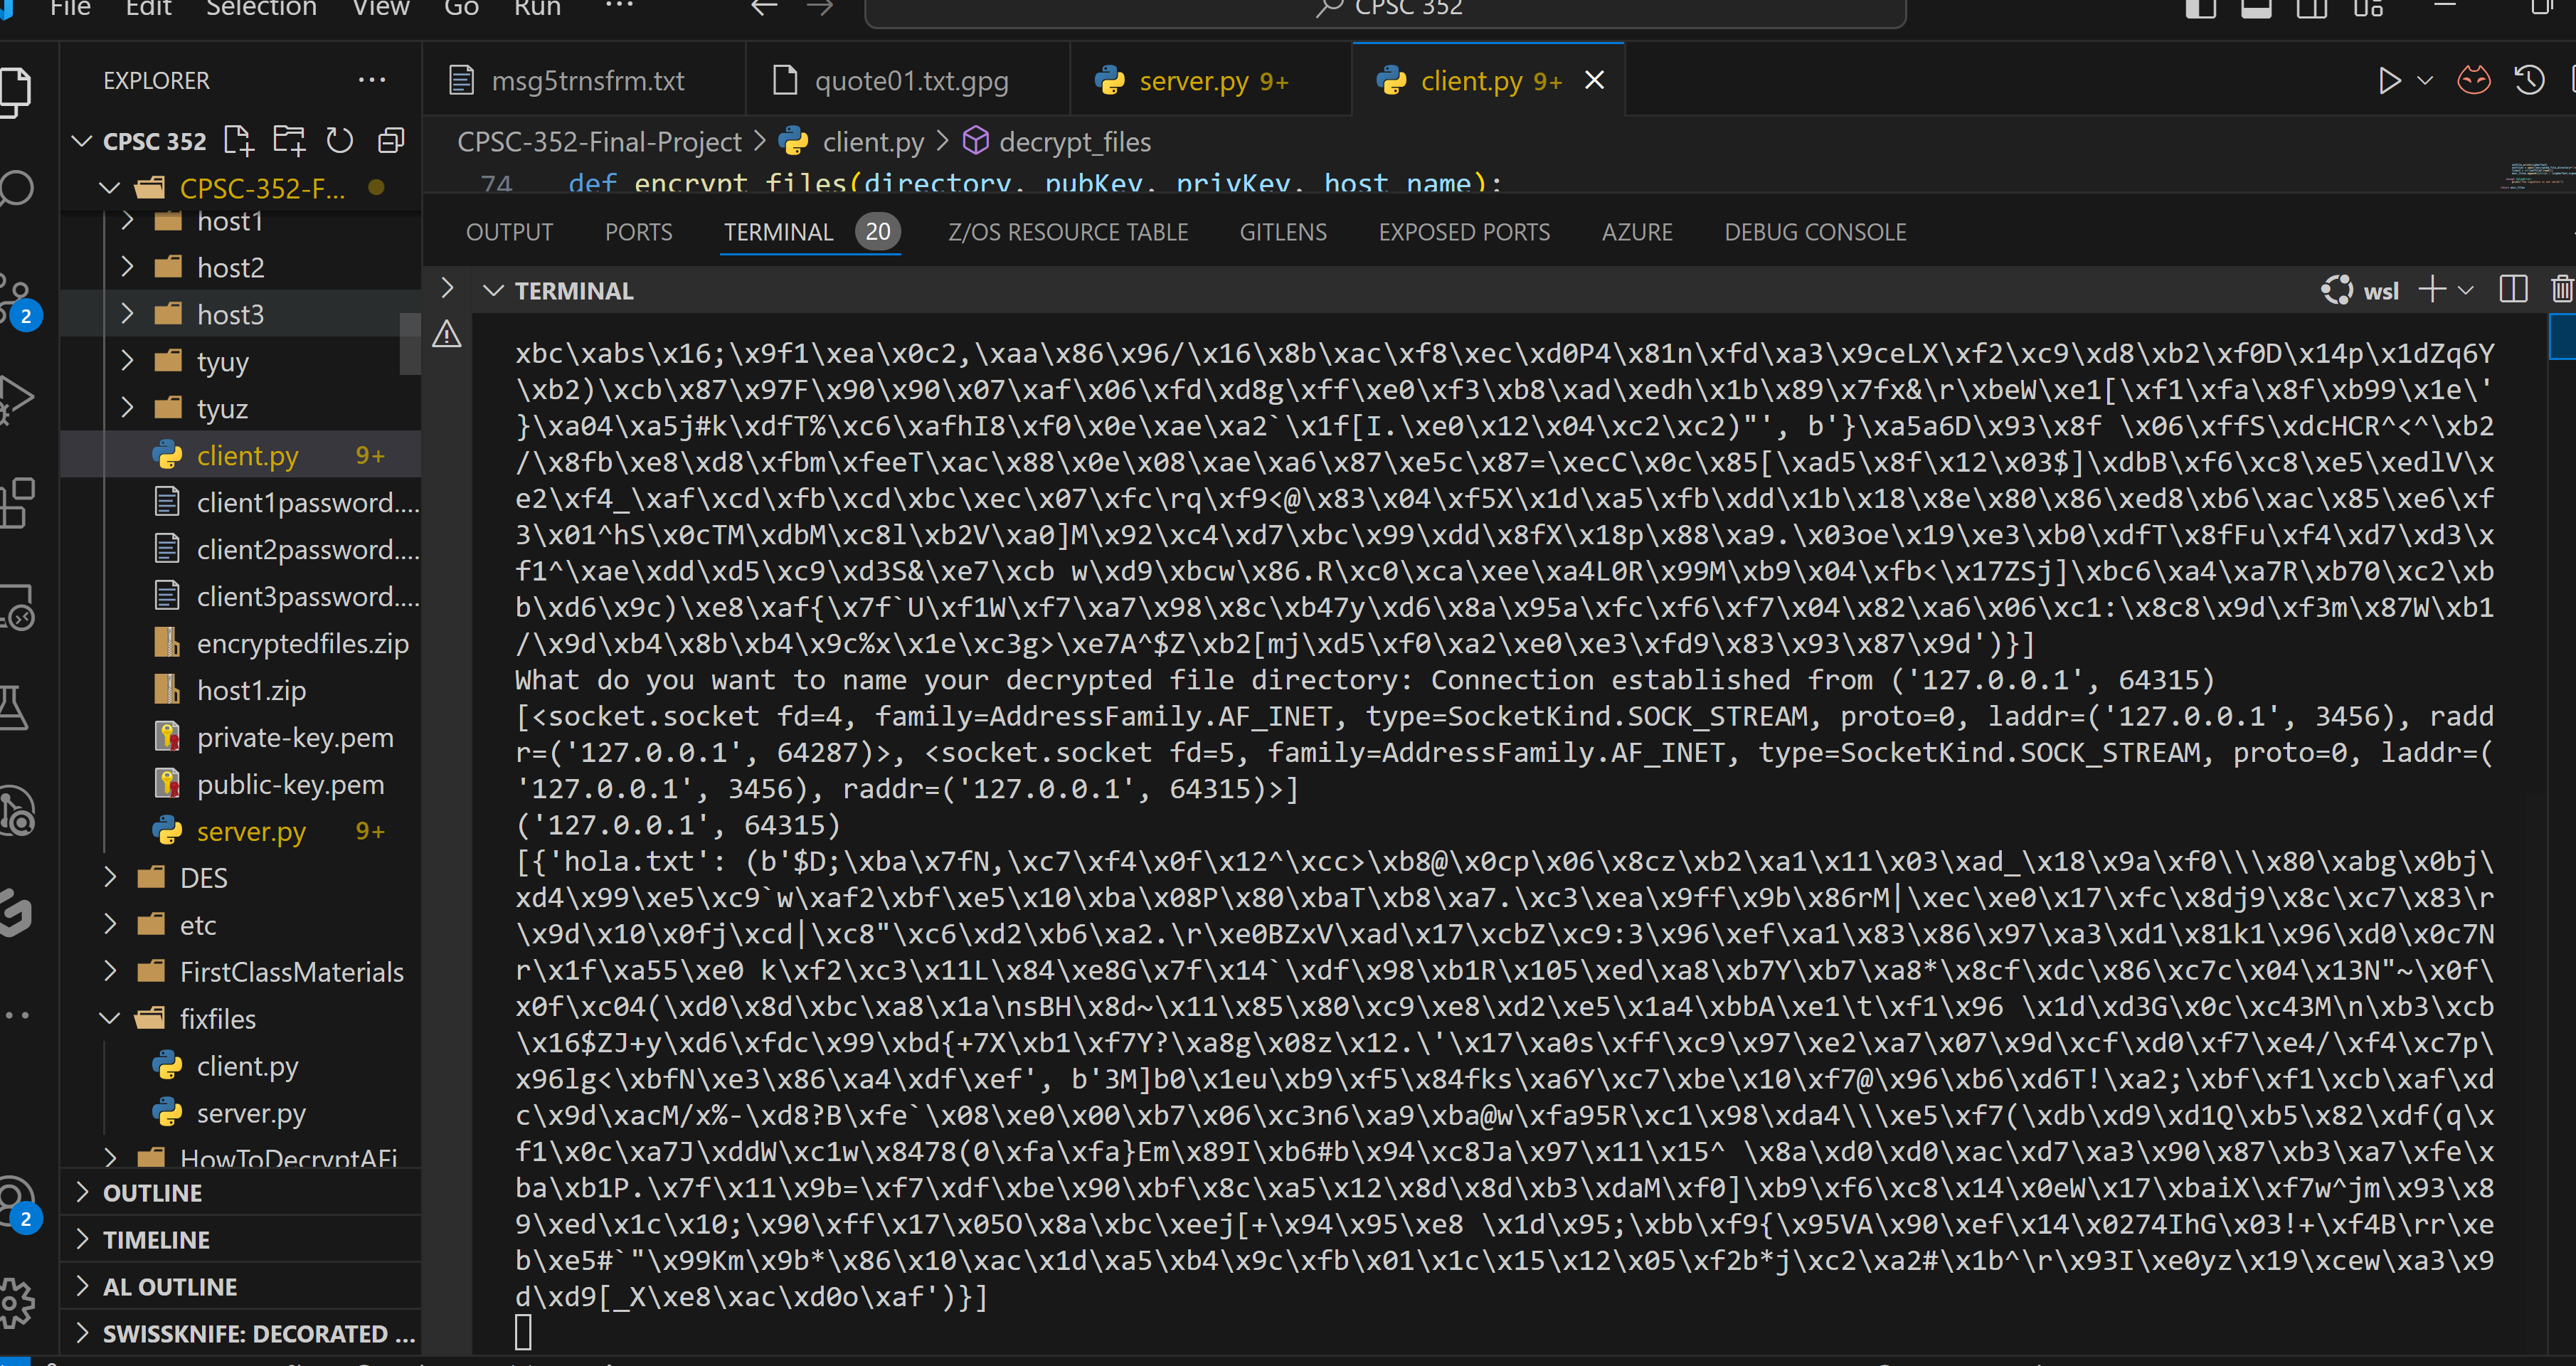 File Edit Selection View Go Run ···
CPSC 352
EXPLORER
msg5trnsfrm.txt
quote01.txt.gpg
server.py 9+
client.py 9+
CPSC 352
CPSC-352-Final-Project > client.py > decrypt_files
CPSC-352-F...
74 def encrypt_files(directory, pubKey, privKey, host_name):
host1
host2
host3
tyuy
tyuz
client.py 9+
client1password....
client2password....
client3password....
encryptedfiles.zip
host1.zip
private-key.pem
public-key.pem
server.py 9+
DES
etc
FirstClassMaterials
fixfiles
client.py
server.py
HowToDecryptAFi
OUTLINE
TIMELINE
AL OUTLINE
SWISSKNIFE: DECORATED ...
2
2
OUTPUT PORTS TERMINAL 20 Z/OS RESOURCE TABLE GITLENS EXPOSED PORTS AZURE DEBUG CONSOLE
TERMINAL
wsl
xbc\xabs\x16;\x9f1\xea\x0c2,\xaa\x86\x96/\x16\x8b\xac\xf8\xec\xd0P4\x81n\xfd\xa3\x9ceLX\xf2\xc9\xd8\xb2\xf0D\x14p\x1dZq6Y
\xb2)\xcb\x87\x97F\x90\x90\x07\xaf\x06\xfd\xd8g\xff\xe0\xf3\xb8\xad\xedh\x1b\x89\x7fx&\r\xbeW\xe1[\xf1\xfa\x8f\xb99\x1e\'
}\xa04\xa5j#k\xdfT%\xc6\xafhI8\xf0\x0e\xae\xa2`\x1f[I.\xe0\x12\x04\xc2\xc2)"', b'}\xa5a6D\x93\x8f \x06\xffS\xdcHCR^<^\xb2
/\x8fb\xe8\xd8\xfbm\xfeeT\xac\x88\x0e\x08\xae\xa6\x87\xe5c\x87=\xecC\x0c\x85[\xad5\x8f\x12\x03$]\xdbB\xf6\xc8\xe5\xedlV\x
e2\xf4_\xaf\xcd\xfb\xcd\xbc\xec\x07\xfc\rq\xf9<@\x83\x04\xf5X\x1d\xa5\xfb\xdd\x1b\x18\x8e\x80\x86\xed8\xb6\xac\x85\xe6\xf
3\x01^hS\x0cTM\xdbM\xc8l\xb2V\xa0]M\x92\xc4\xd7\xbc\x99\xdd\x8fX\x18p\x88\xa9.\x03oe\x19\xe3\xb0\xdfT\x8fFu\xf4\xd7\xd3\x
f1^\xae\xdd\xd5\xc9\xd3S&\xe7\xcb w\xd9\xbcw\x86.R\xc0\xca\xee\xa4L0R\x99M\xb9\x04\xfb<\x17ZSj]\xbc6\xa4\xa7R\xb70\xc2\xb
b\xd6\x9c)\xe8\xaf{\x7f`U\xf1W\xf7\xa7\x98\x8c\xb47y\xd6\x8a\x95a\xfc\xf6\xf7\x04\x82\xa6\x06\xc1:\x8c8\x9d\xf3m\x87W\xb1
/\x9d\xb4\x8b\xb4\x9c%x\x1e\xc3g>\xe7A^$Z\xb2[mj\xd5\xf0\xa2\xe0\xe3\xfd9\x83\x93\x87\x9d')}]
What do you want to name your decrypted file directory: Connection established from ('127.0.0.1', 64315)
[<socket.socket fd=4, family=AddressFamily.AF_INET, type=SocketKind.SOCK_STREAM, proto=0, laddr=('127.0.0.1', 3456), radd
r=('127.0.0.1', 64287)>, <socket.socket fd=5, family=AddressFamily.AF_INET, type=SocketKind.SOCK_STREAM, proto=0, laddr=(
'127.0.0.1', 3456), raddr=('127.0.0.1', 64315)>]
('127.0.0.1', 64315)
[{'hola.txt': (b'$D;\xba\x7fN,\xc7\xf4\x0f\x12^\xcc>\xb8@\x0cp\x06\x8cz\xb2\xa1\x11\x03\xad_\x18\x9a\xf0\\\x80\xabg\x0bj\
xd4\x99\xe5\xc9`w\xaf2\xbf\xe5\x10\xba\x08P\x80\xbaT\xb8\xa7.\xc3\xea\x9ff\x9b\x86rM|\xec\xe0\x17\xfc\x8dj9\x8c\xc7\x83\r
\x9d\x10\x0fj\xcd|\xc8"\xc6\xd2\xb6\xa2.\r\xe0BZxV\xad\x17\xcbZ\xc9:3\x96\xef\xa1\x83\x86\x97\xa3\xd1\x81k1\x96\xd0\x0c7N
r\x1f\xa55\xe0 k\xf2\xc3\x11L\x84\xe8G\x7f\x14`\xdf\x98\xb1R\x105\xed\xa8\xb7Y\xb7\xa8*\x8cf\xdc\x86\xc7c\x04\x13N"~\x0f\
x0f\xc04(\xd0\x8d\xbc\xa8\x1a\nsBH\x8d~\x11\x85\x80\xc9\xe8\xd2\xe5\x1a4\xbbA\xe1\t\xf1\x96 \x1d\xd3G\x0c\xc43M\n\xb3\xcb
\x16$ZJ+y\xd6\xfdc\x99\xbd{+7X\xb1\xf7Y?\xa8g\x08z\x12.\'\x17\xa0s\xff\xc9\x97\xe2\xa7\x07\x9d\xcf\xd0\xf7\xe4/\xf4\xc7p\
x96lg<\xbfN\xe3\x86\xa4\xdf\xef', b'3M]b0\x1eu\xb9\xf5\x84fks\xa6Y\xc7\xbe\x10\xf7@\x96\xb6\xd6T!\xa2;\xbf\xf1\xcb\xaf\xd
c\x9d\xacM/x%-\xd8?B\xfe`\x08\xe0\x00\xb7\x06\xc3n6\xa9\xba@w\xfa95R\xc1\x98\xda4\\\xe5\xf7(\xdb\xd9\xd1Q\xb5\x82\xdf(q\x
f1\x0c\xa7J\xddW\xc1w\x8478(0\xfa\xfa}Em\x89I\xb6#b\x94\xc8Ja\x97\x11\x15^ \x8a\xd0\xd0\xac\xd7\xa3\x90\x87\xb3\xa7\xfe\x
ba\xb1P.\x7f\x11\x9b=\xf7\xdf\xbe\x90\xbf\x8c\xa5\x12\x8d\x8d\xb3\xdaM\xf0]\xb9\xf6\xc8\x14\x0eW\x17\xbaiX\xf7w^jm\x93\x8
9\xed\x1c\x10;\x90\xff\x17\x05O\x8a\xbc\xeej[+\x94\x95\xe8 \x1d\x95;\xbb\xf9{\x95VA\x90\xef\x14\x0274IhG\x03!+\xf4B\rr\xe
b\xe5#`"\x99Km\x9b*\x86\x10\xac\x1d\xa5\xb4\x9c\xfb\x01\x1c\x15\x12\x05\xf2b*j\xc2\xa2#\x1b^\r\x93I\xe0yz\x19\xcew\xa3\x9
d\xd9[_X\xe8\xac\xd0o\xaf')}]